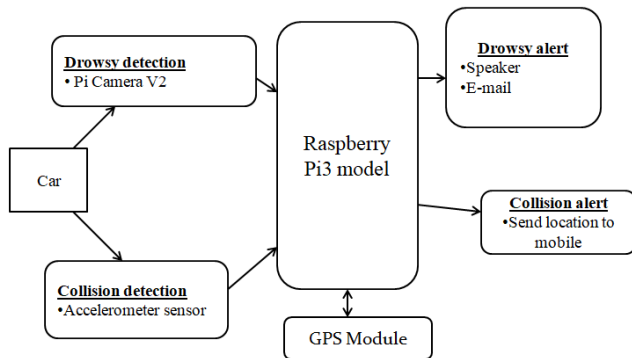 Drowsy detection
• Pi Camera V2
Drowsy alert
•Speaker
•E-mail
Raspberry
Pi3 model
Car
Collision alert
•Send location to
mobile
Collision detection
•Accelerometer sensor
GPS Module